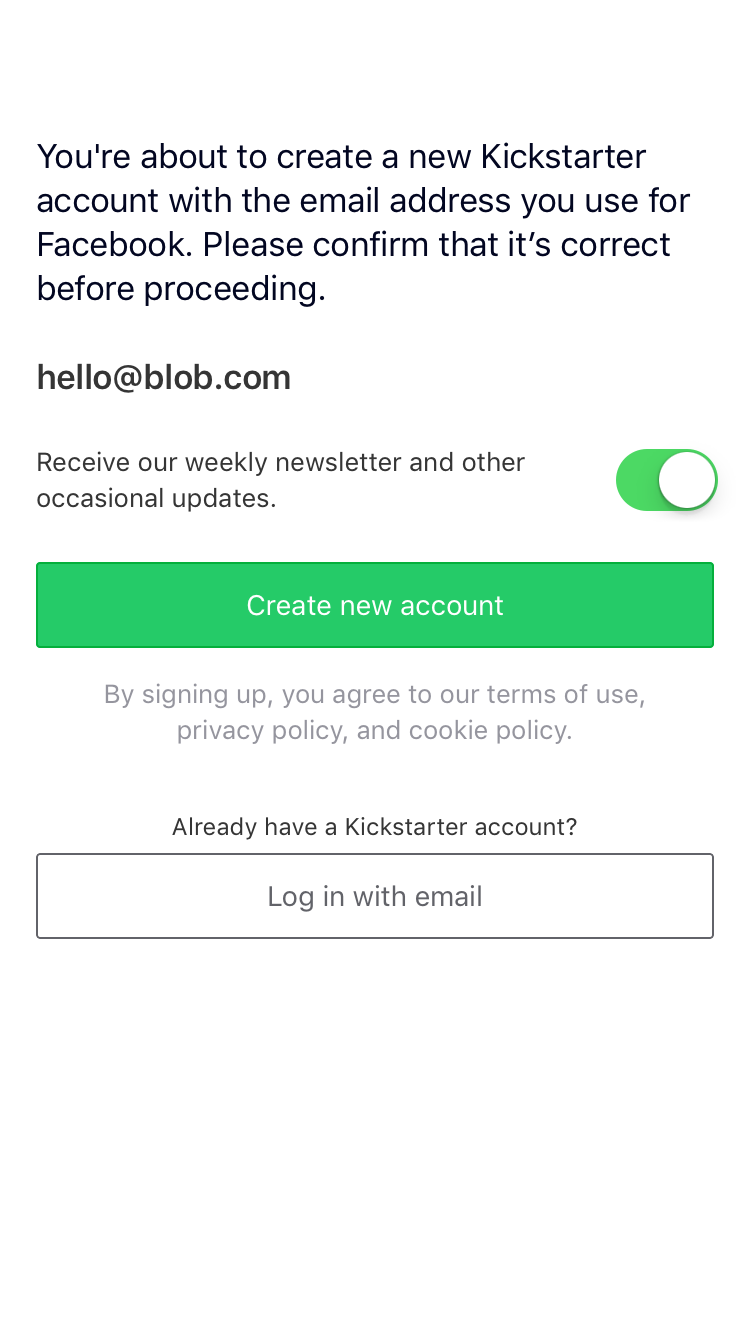 You're about to create a new Kickstarter
account with the email address you use for
Facebook. Please confirm that it’s correct
before proceeding.
hello@blob.com
Receive our weekly newsletter and other
occasional updates.
Create new account
By signing up, you agree to our terms of use,
privacy policy, and cookie policy.
Already have a Kickstarter account?
Log in with email